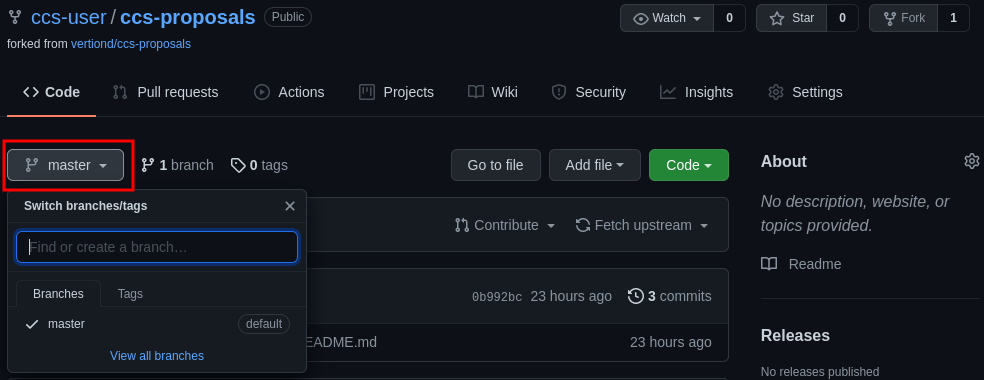 ccs-user / ccs-proposals Public
Watch 0 Star 0 Fork 1
forked from vertiond/ccs-proposals
Code Pull requests Actions Projects Wiki Security Insights Settings
master 1 branch 0 tags Go to file Add file Code
About
Switch branches/tags
No description, website, or
topics provided.
Contribute Fetch upstream
Find or create a branch…
Readme
Branches Tags
0b992bc 23 hours ago 3 commits
master default
Releases
EADME.md 23 hours ago
View all branches
No releases published